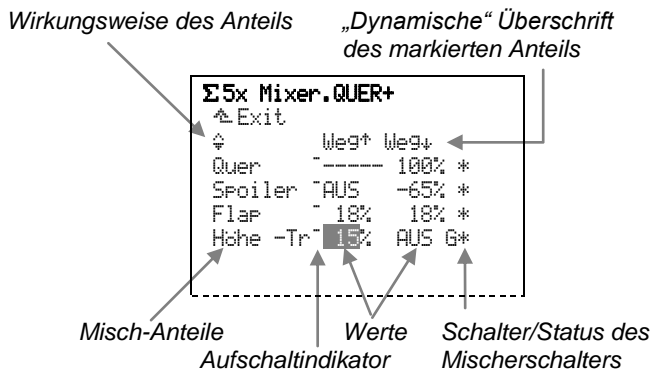 Wirkungsweise des Anteils
„Dynamische“ Überschrift
des markierten Anteils
Σ5x Mixer.QUER+
Exit
Weg↑ Weg↓
Quer ¯----- 100% *
Spoiler ¯AUS -65% *
Flap ¯ 18% 18% *
Höhe -Tr¯ 15% AUS G*
Misch-Anteile
Werte
Schalter/Status des
Aufschaltindikator
Mischerschalters